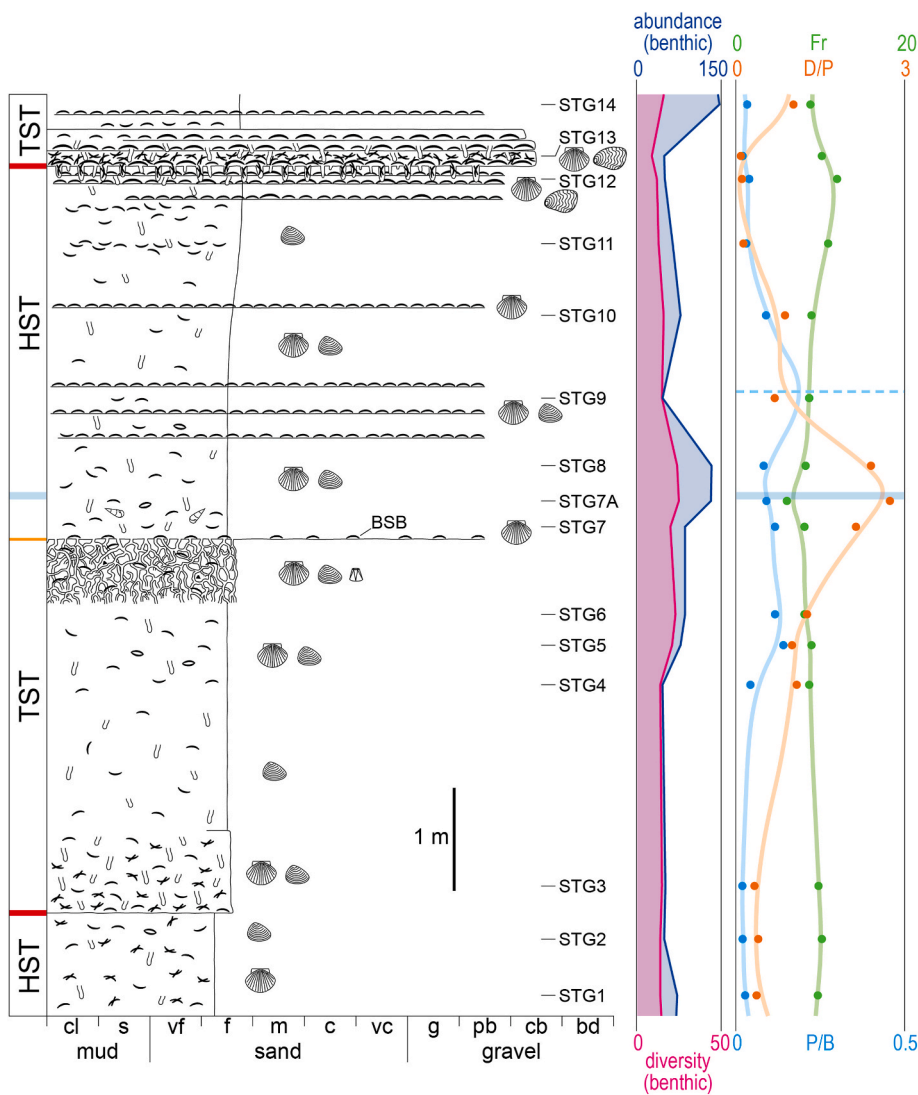 abundance
(benthic)
0 150
0 Fr 20
0 D/P 3
TST
HST
TST
HST
STG14
STG13
STG12
STG11
STG10
STG9
STG8
STG7A
STG7
BSB
STG6
STG5
STG4
1 m
STG3
STG2
STG1
cl s vf f m c vc g pb cb bd
mud sand gravel
0 50
diversity
(benthic)
0 P/B 0.5